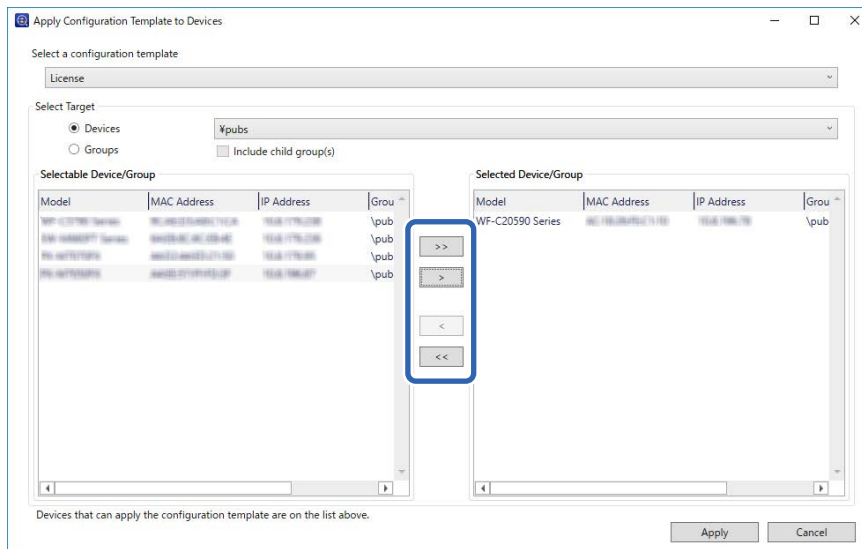 Apply Configuration Template to Devices
Select a configuration template
License
Select Target
Devices
¥pubs
Groups
Include child group(s)
Selectable Device/Group
Selected Device/Group
Model MAC Address IP Address Grou
Model MAC Address IP Address Grou
\pub
WF-C20590 Series \pub
\pub
\pub
\pub
>>
>
<
<<
Devices that can apply the configuration template are on the list above.
Apply
Cancel